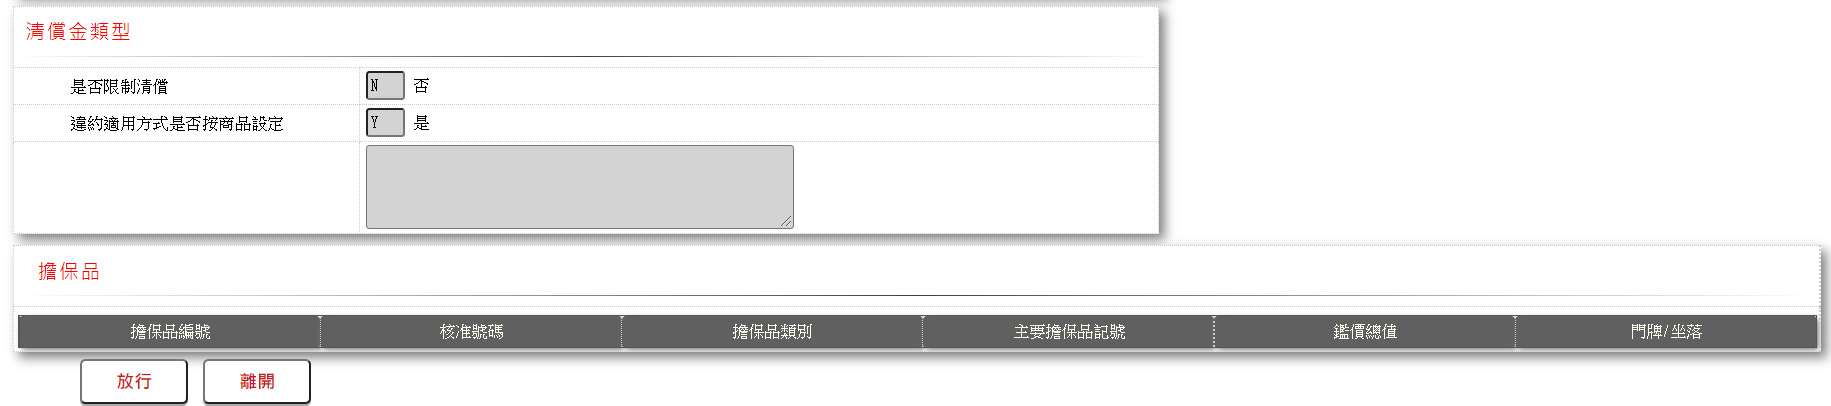 清償金類型
是否限制清償 N 否
違約適用方式是否按商品設定 Y 是
擔保品
擔保品編號 核准號碼 擔保品類別 主要擔保品記號 鑑價總值 門牌/坐落
放行 離開